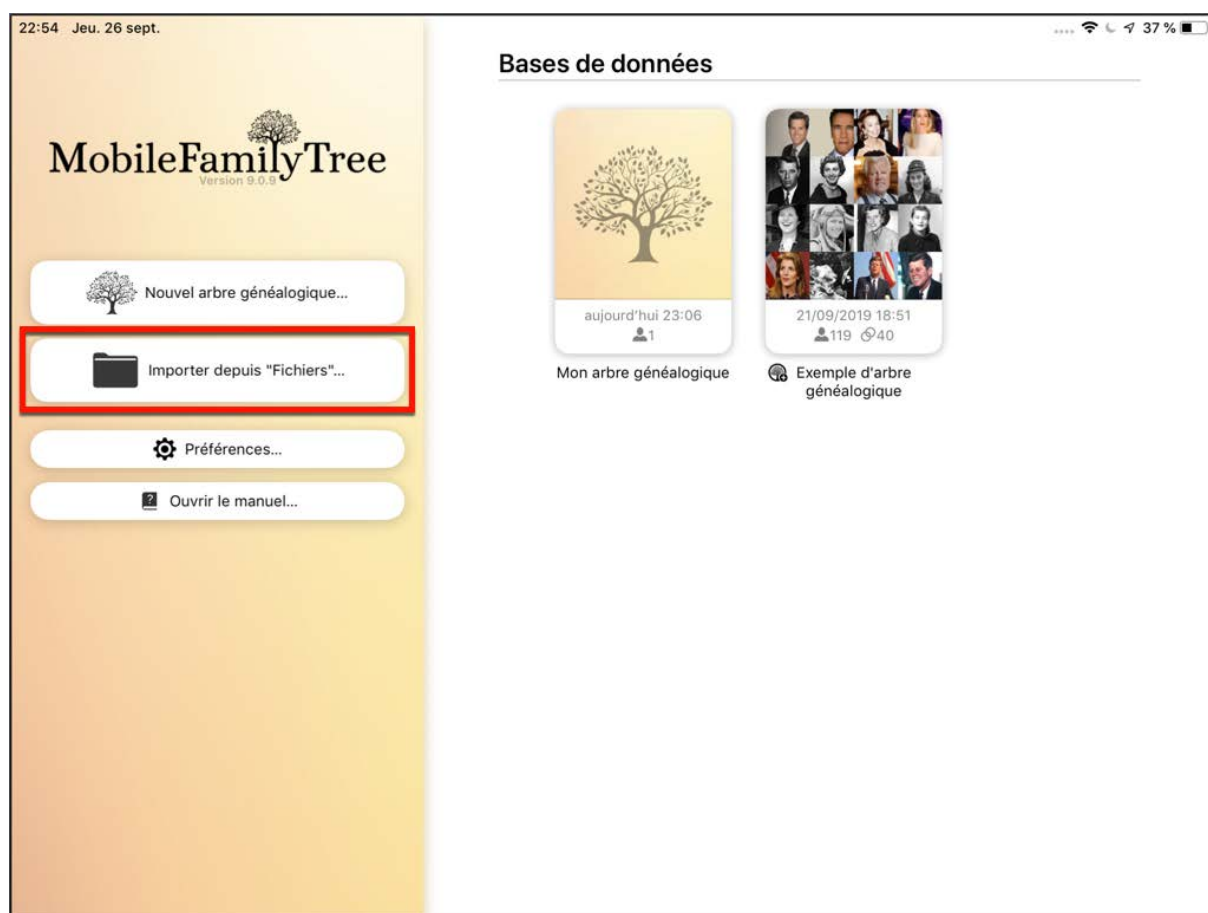 22:54 Jeu. 26 sept.
37 %
MobileFamilyTree
Version 9.0.9
Nouvel arbre généalogique...
Importer depuis "Fichiers"...
Préférences...
Ouvrir le manuel...
Bases de données
aujourd'hui 23:06
1
Mon arbre généalogique
21/09/2019 18:51
119 40
Exemple d'arbre
généalogique